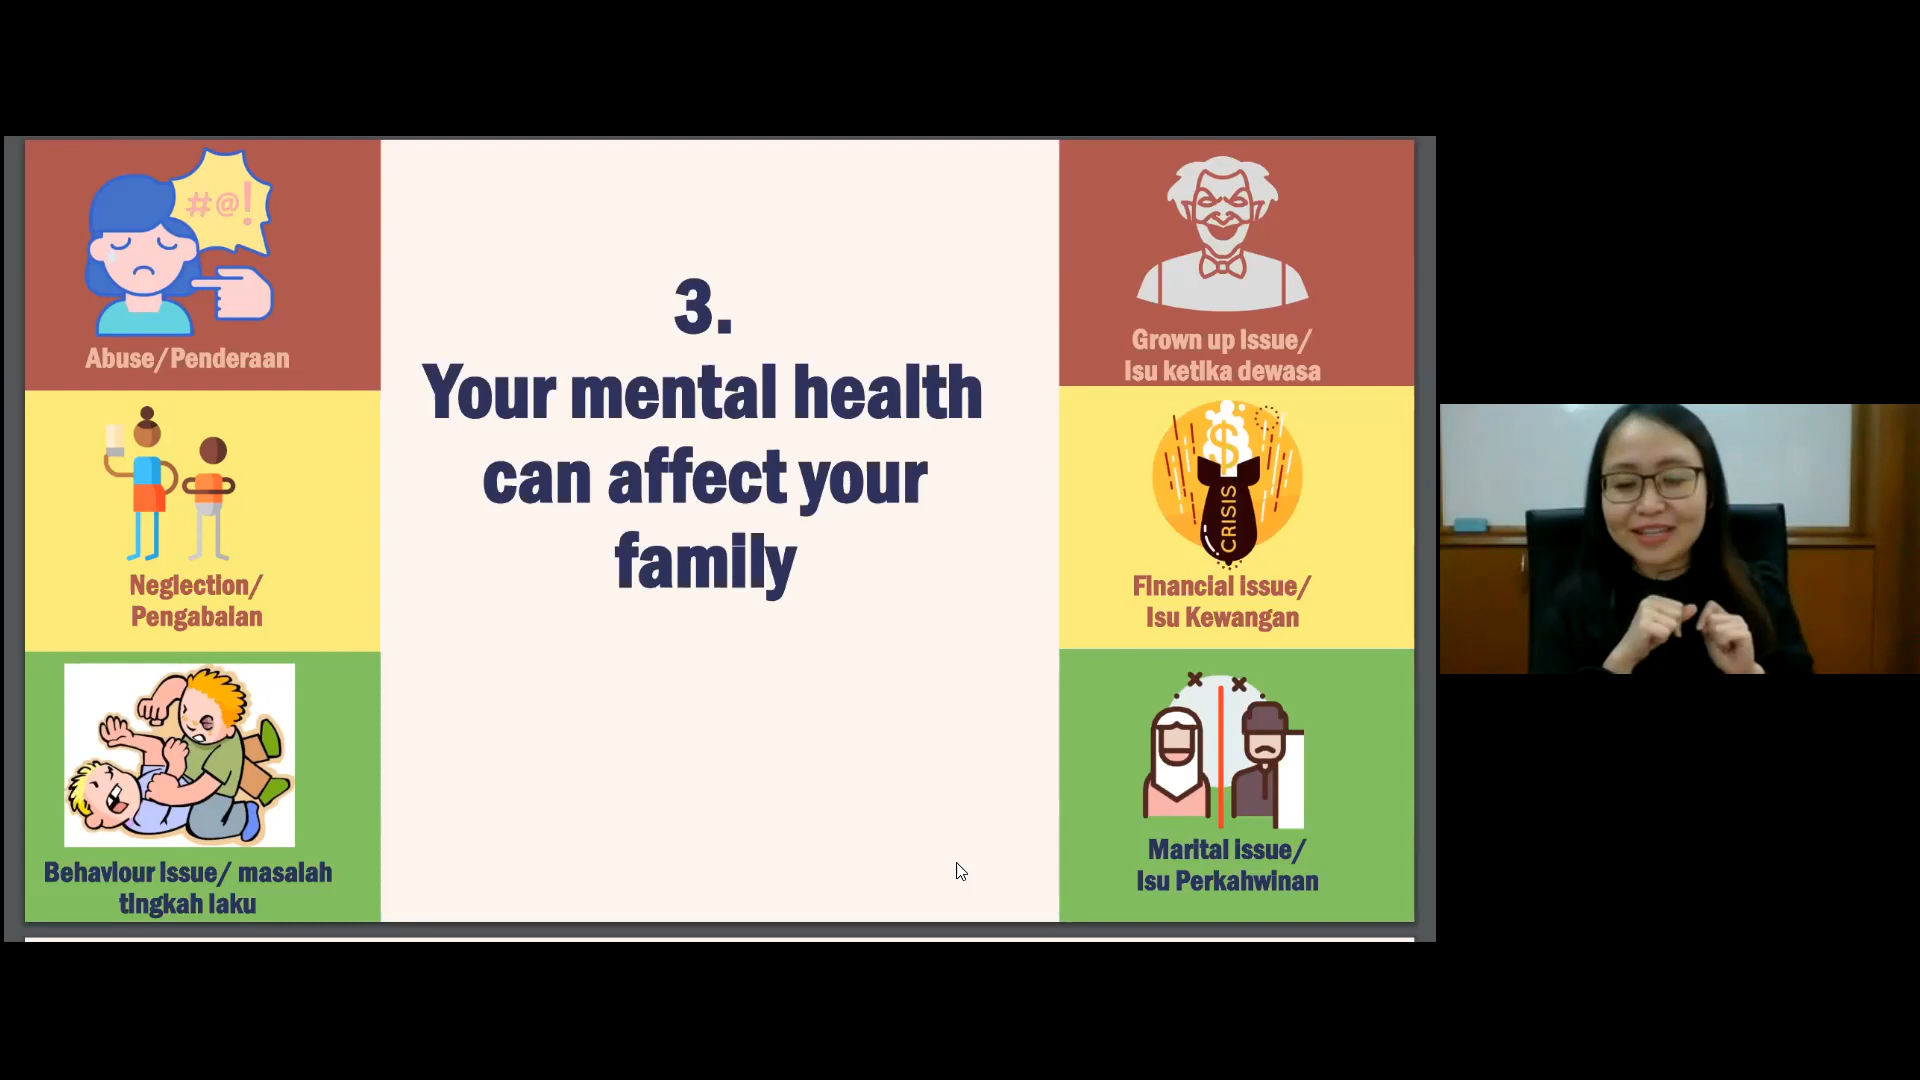 #@!
Abuse/Penderaan
Neglection/
Pengabaian
Behaviour issue/ masalah
tingkah laku
3.
Your mental health
can affect your
family
Grown up issue/
Isu ketika dewasa
$
CRISIS
Financial issue/
Isu Kewangan
Marital issue/
Isu Perkahwinan